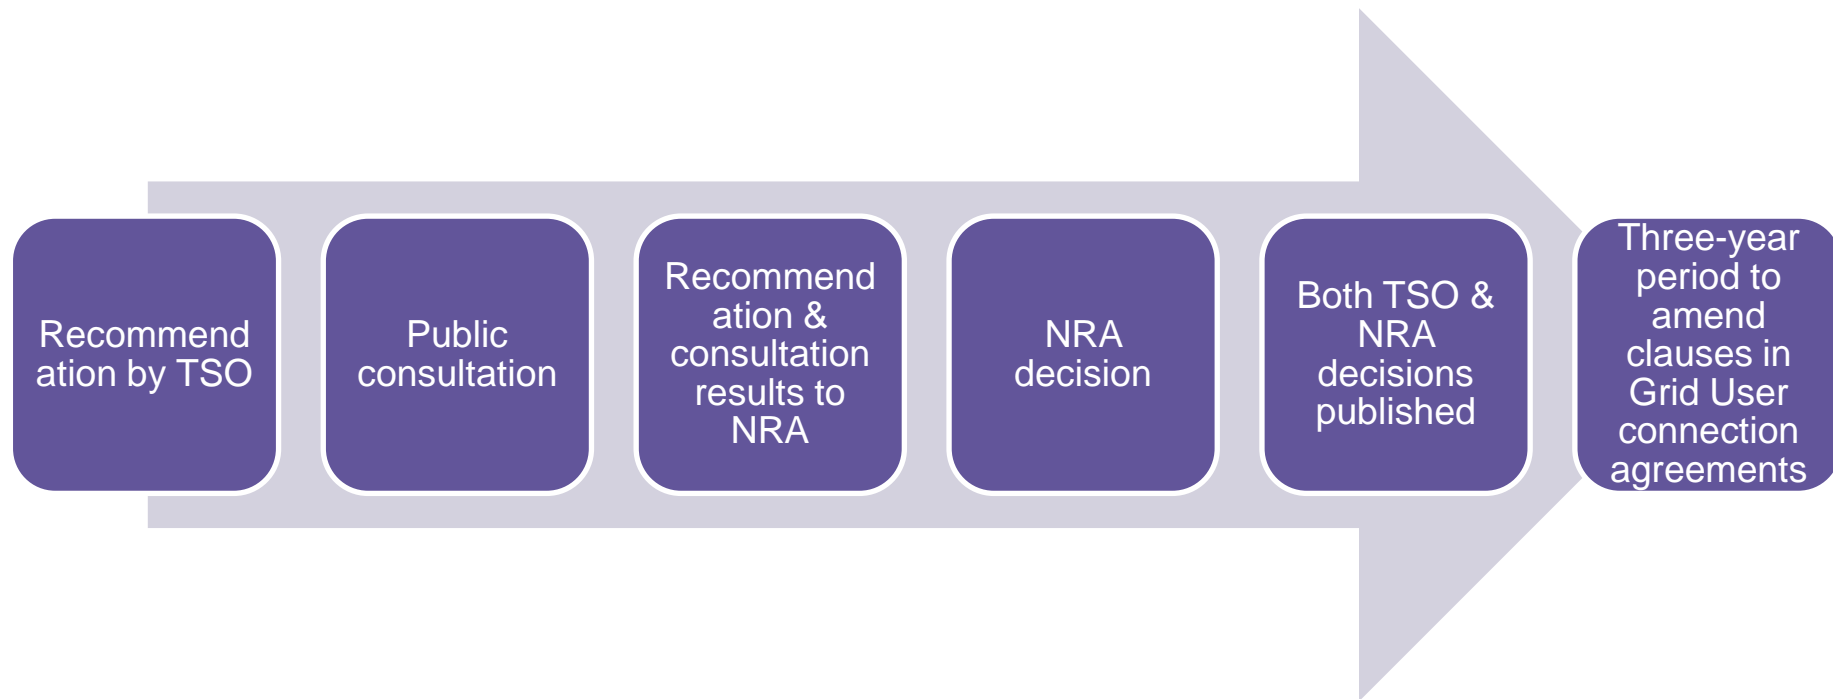 Recommend
ation by TSO
Public
consultation
Recommend
ation &
consultation
results to
NRA
NRA
decision
Both TSO &
NRA
decisions
published
Three-year
period to
amend
clauses in
Grid User
connection
agreements